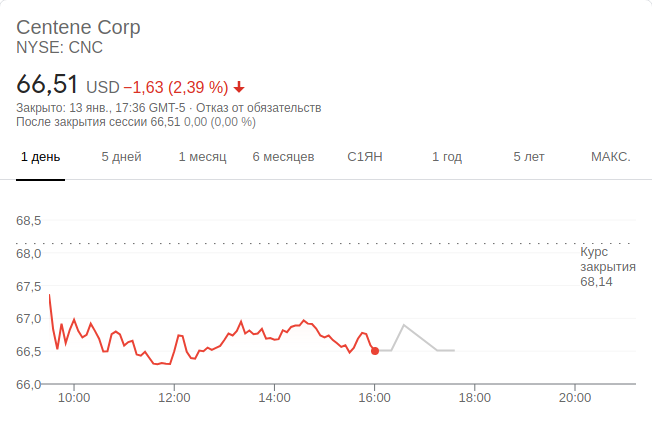 Centene Corp
NYSE: CNC
66,51 USD −1,63 (2,39 %)
Закрыто: 13 янв., 17:36 GMT-5 · Отказ от обязательств
После закрытия сессии 66,51 0,00 (0,00 %)
1 день 5 дней 1 месяц 6 месяцев С1ЯН 1 год 5 лет МАКС.
68,5
68,0
67,5
67,0
66,5
66,0
Курс
закрытия
68,14
10:00 12:00 14:00 16:00 18:00 20:00